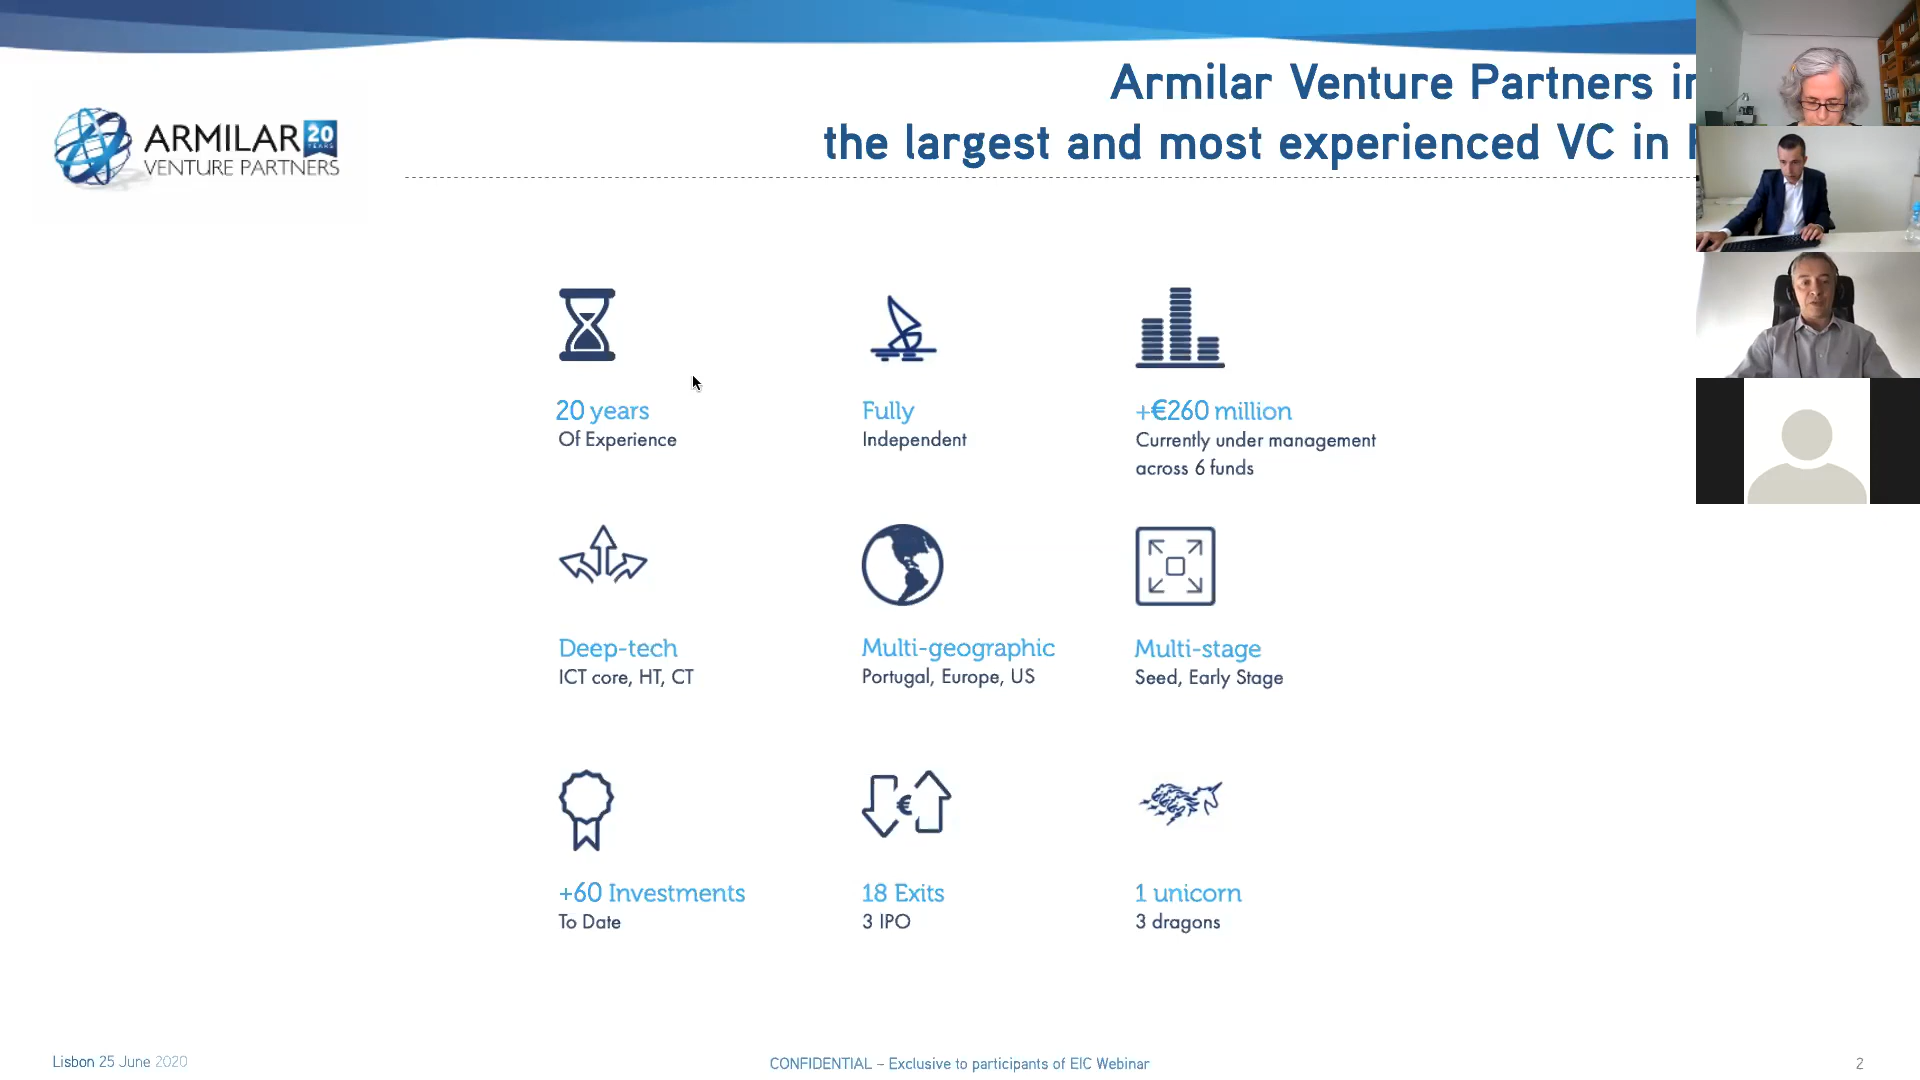 Armilar Venture Partners
the largest and most experienced VC in
ARMILAR 20
YEARS
VENTURE PARTNERS
20 years
Of Experience
Fully
Independent
+€260 million
Currently under management
across 6 funds
Deep-tech
ICT core, HT, CT
Multi-geographic
Portugal, Europe, US
Multi-stage
Seed, Early Stage
+60 Investments
To Date
18 Exits
3 IPO
1 unicorn
3 dragons
Lisbon 25 June 2020
CONFIDENTIAL – Exclusive to participants of EIC Webinar
2